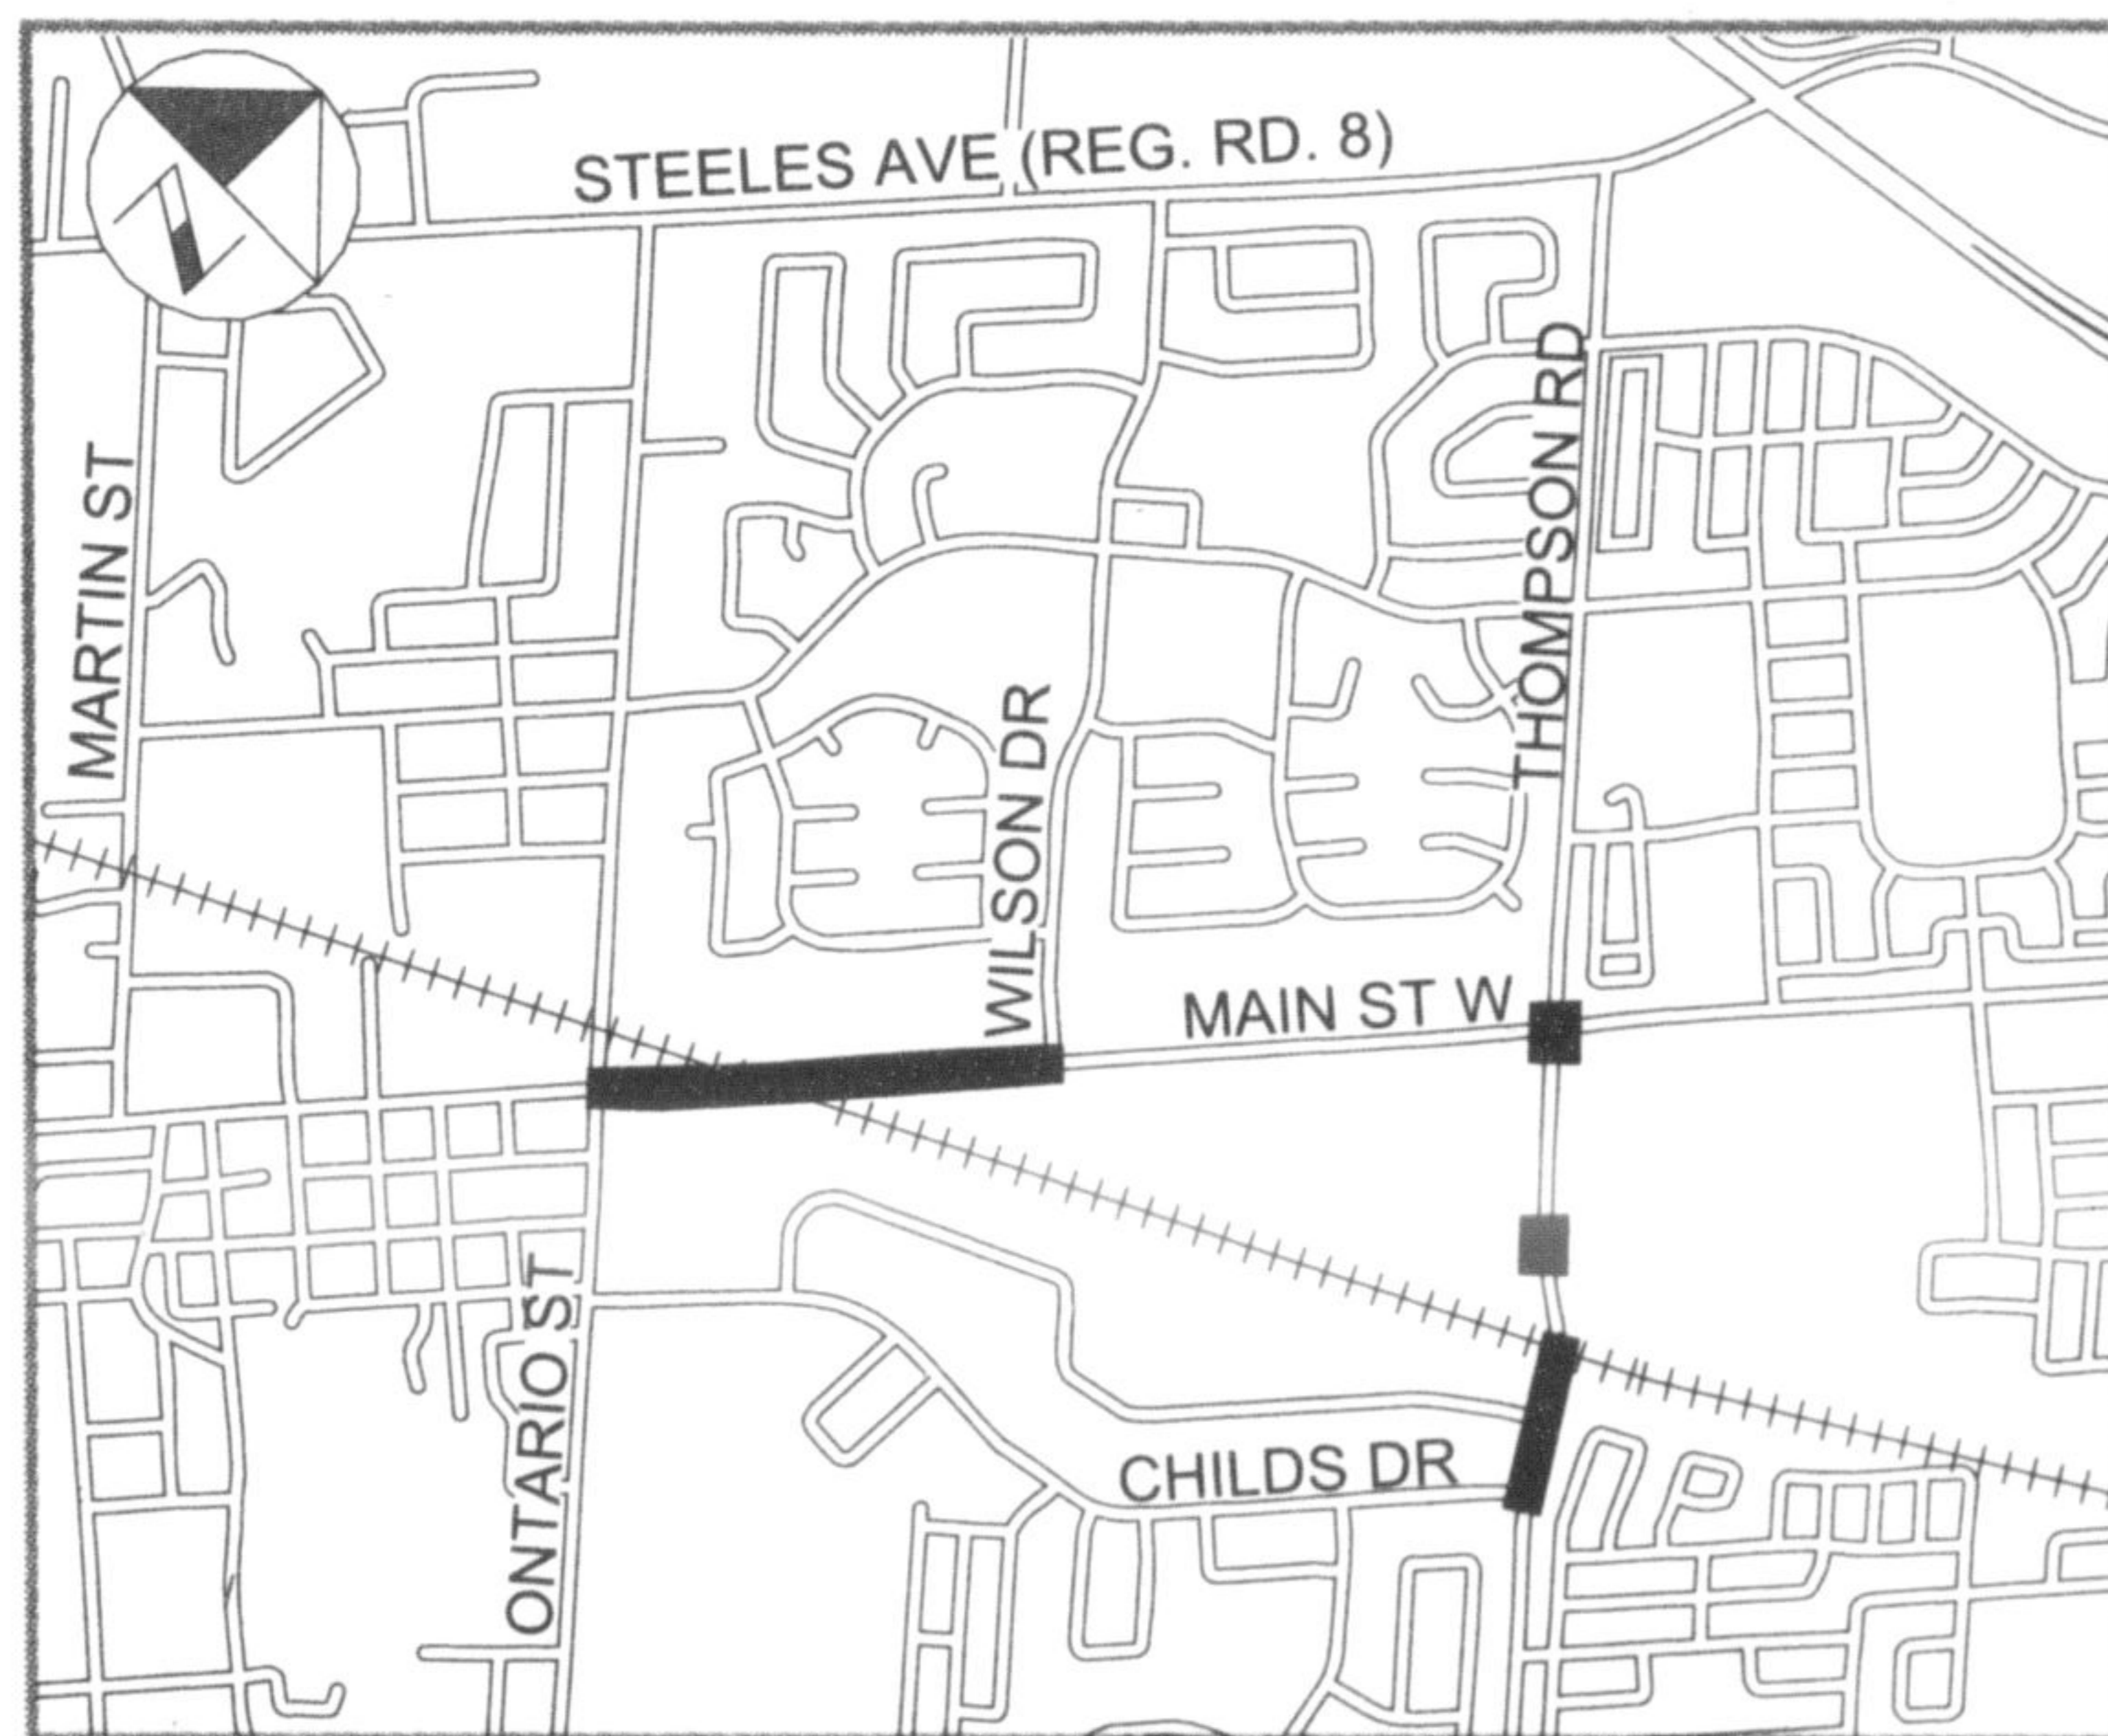 STEELES AVE (REG. RD. 8)
MARTIN ST
THOMPSON RD
WILSON DR
MAIN ST W
ONTARIO ST
CHILDS DR